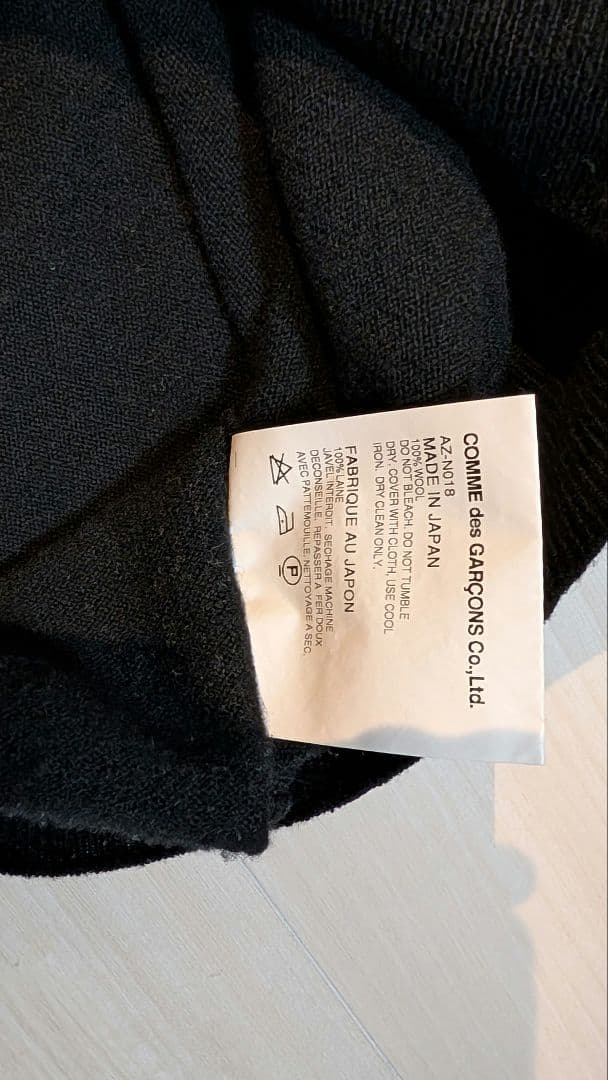 COMME des GARÇONS Co.,Ltd.
AZ-N018
MADE IN JAPAN
100% WOOL
DO NOT BLEACH. DO NOT TUMBLE
DRY. COVER WITH CLOTH, USE COOL
IRON. DRY CLEAN ONLY.
FABRIQUE AU JAPON
100% LAINE
JAVEL INTERDIT. SECHAGE MACHINE
DECONSEILLE. REPASSER A FER DOUX
AVEC PATTEMOUILLE. NETTOYAGE A SEC.
P